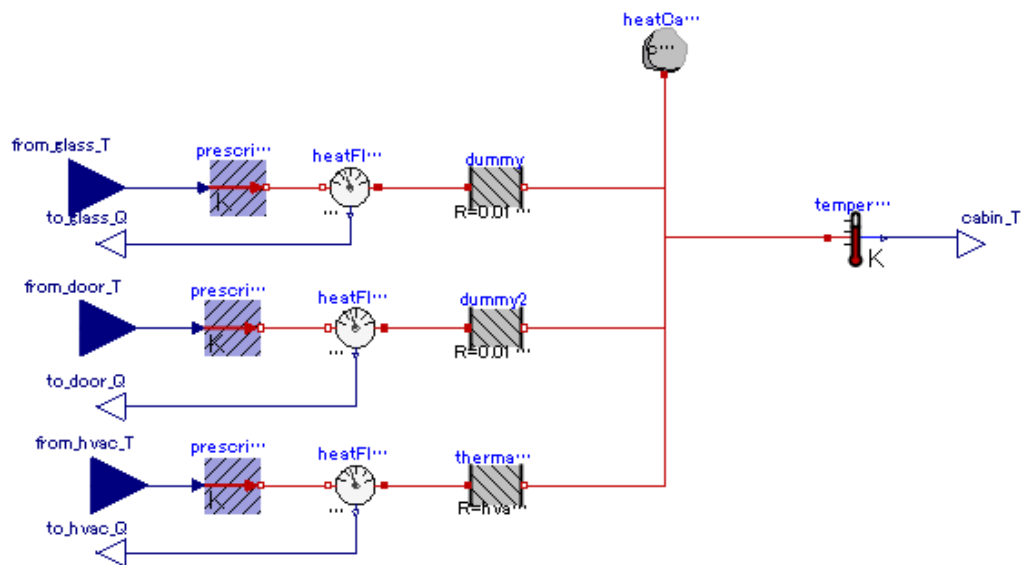 heatCa…
c…
from_glass_T
prescri…
heatFl…
dummy
K
…
R=0.01 …
to_glass_Q
temper…
cabin_T
K
from_door_T
prescri…
heatFl…
dummy2
K
…
R=0.01 …
to_door_Q
from_hvac_T
prescri…
heatFl…
therma…
K
…
R=hva…
to_hvac_Q